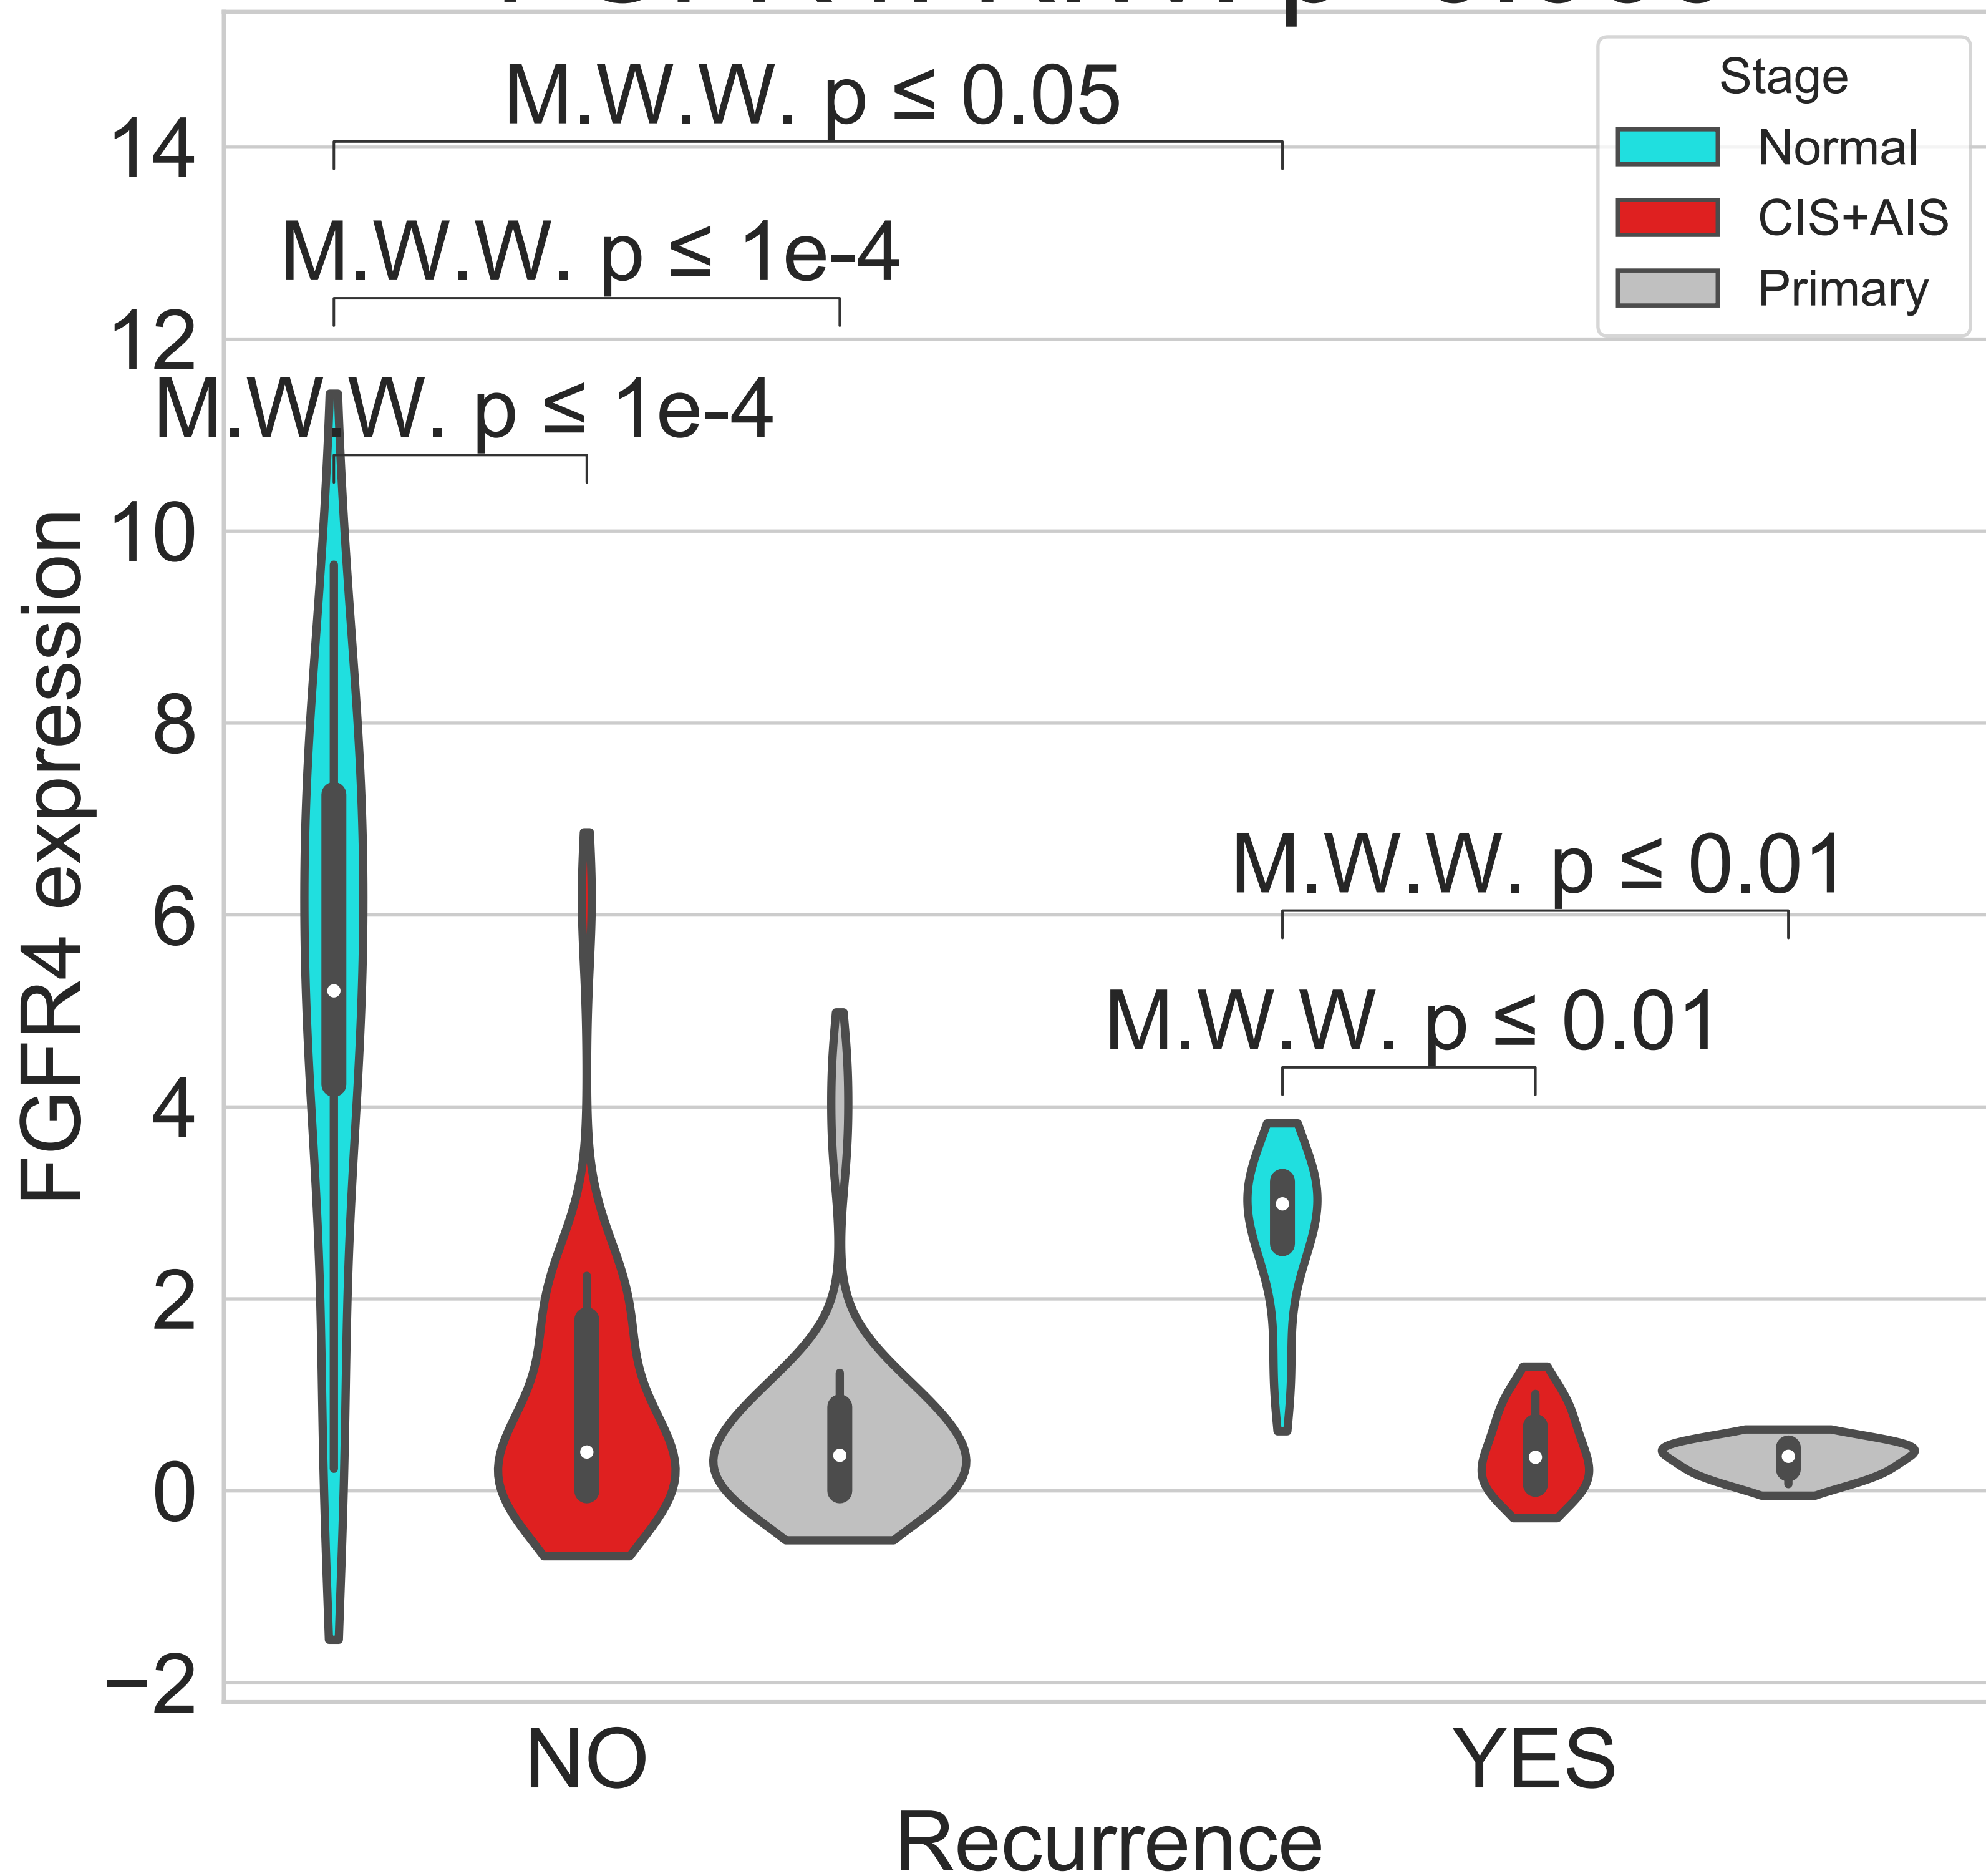 M.W.W. p ≤ 0.05
Stage
Normal
CIS+AIS
Primary
14
M.W.W. p ≤ 1e-4
12
M.W.W. p ≤ 1e-4
10
8
6
4
2
0
−2
FGFR4 expression
M.W.W. p ≤ 0.01
M.W.W. p ≤ 0.01
NO
YES
Recurrence